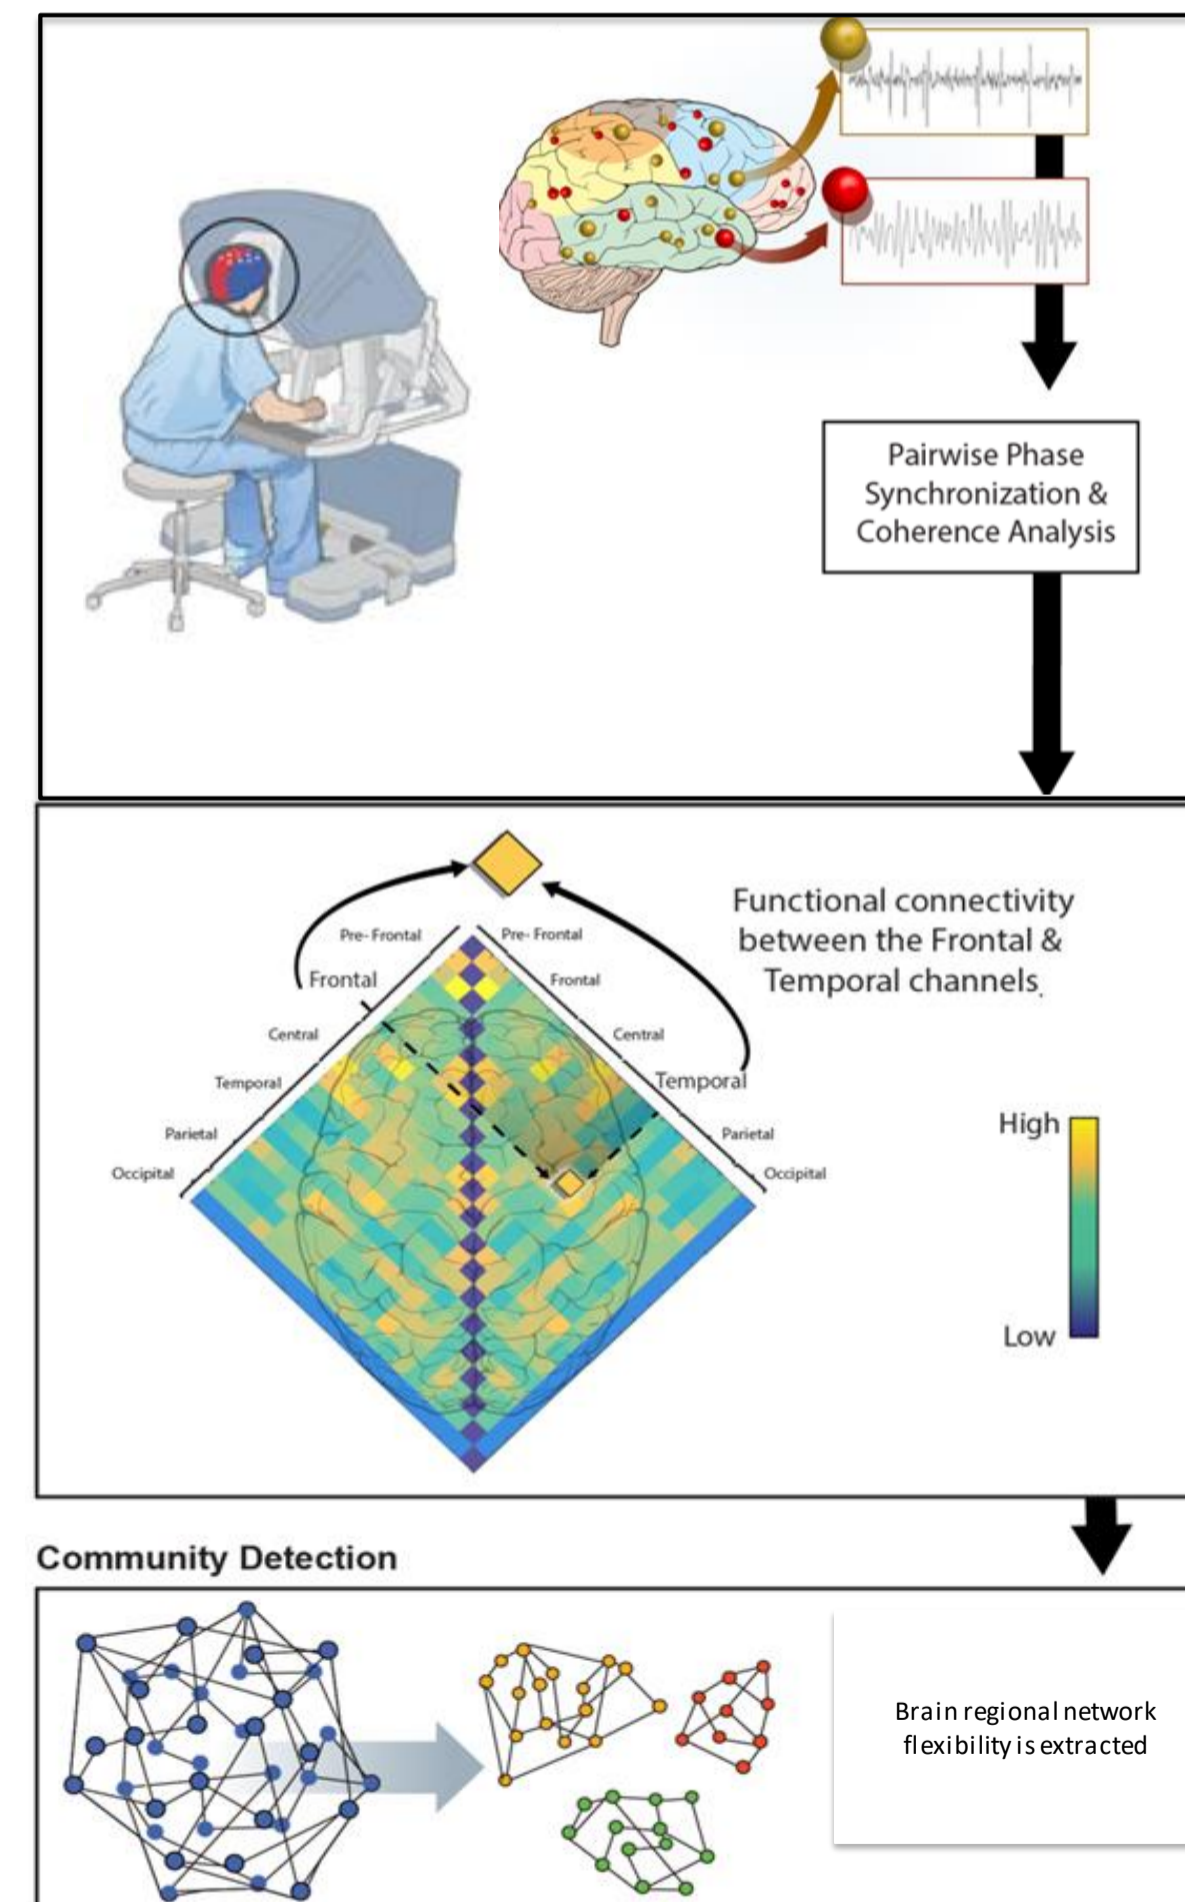 Pairwise Phase
Synchronization &
Coherence Analysis
Functional connectivity
between the Frontal &
Temporal channels.
Pre- Frontal
Frontal
Central
Temporal
Parietal
Occipital
Pre- Frontal
Frontal
Central
Temporal
Parietal
Occipital
High
Low
Community Detection
Brain regional network
flexibility is extracted